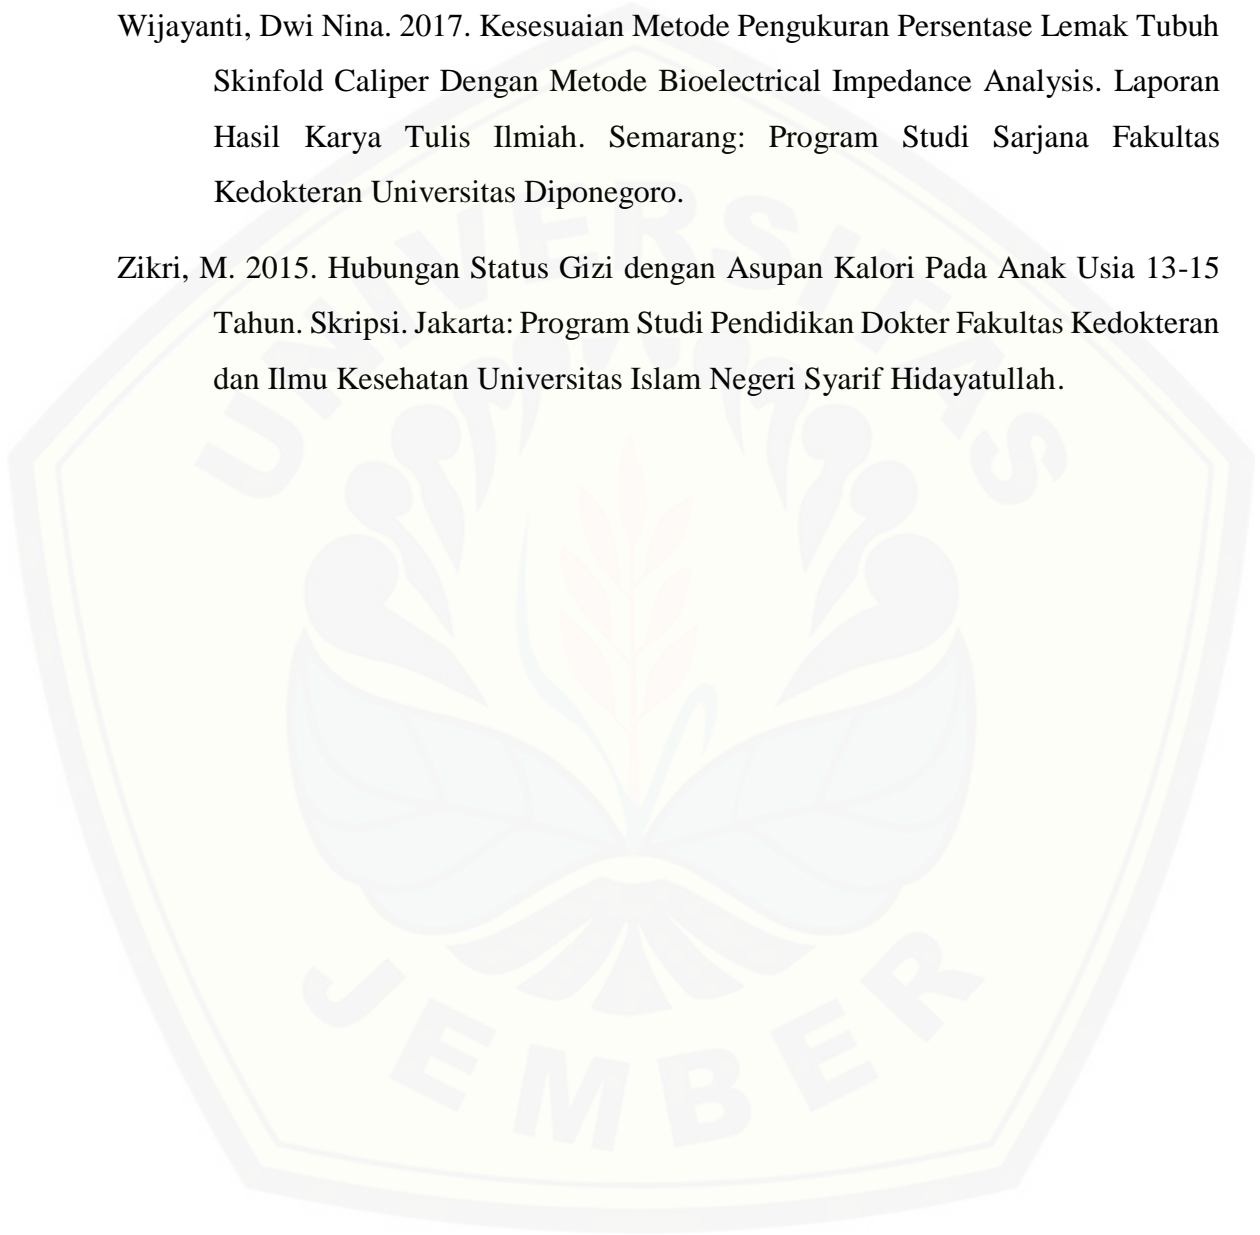 Wijayanti, Dwi Nina. 2017. Kesesuaian Metode Pengukuran Persentase Lemak Tubuh
Skinfold Caliper Dengan Metode Bioelectrical Impedance Analysis. Laporan
Hasil Karya Tulis Ilmiah. Semarang: Program Studi Sarjana Fakultas
Kedokteran Universitas Diponegoro.
Zikri, M. 2015. Hubungan Status Gizi dengan Asupan Kalori Pada Anak Usia 13-15
Tahun. Skripsi. Jakarta: Program Studi Pendidikan Dokter Fakultas Kedokteran
dan Ilmu Kesehatan Universitas Islam Negeri Syarif Hidayatullah.
UNIVERSITAS
JEMBER